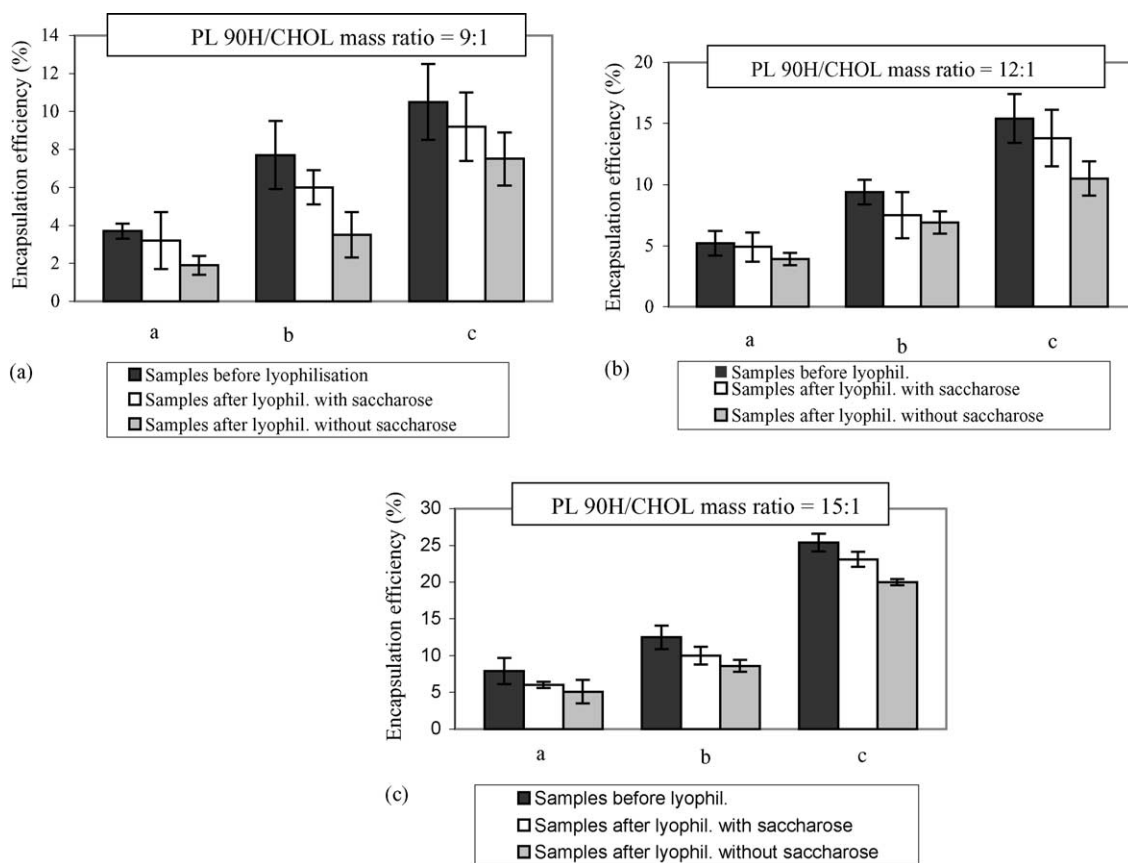 PL 90H/CHOL mass ratio = 9:1
Encapsulation efficiency (%)
14
12
10
8
6
4
2
0
a b c
(a)
Samples before lyophilisation
Samples after lyophil. with saccharose
Samples after lyophil. without saccharose
PL 90H/CHOL mass ratio = 12:1
Encapsulation efficiency (%)
20
15
10
5
0
a b c
(b)
Samples before lyophil.
Samples after lyophil. with saccharose
Samples after lyophil. without saccharose
PL 90H/CHOL mass ratio = 15:1
Encapsulation efficiency (%)
30
25
20
15
10
5
0
a b c
(c)
Samples before lyophil.
Samples after lyophil. with saccharose
Samples after lyophil. without saccharose